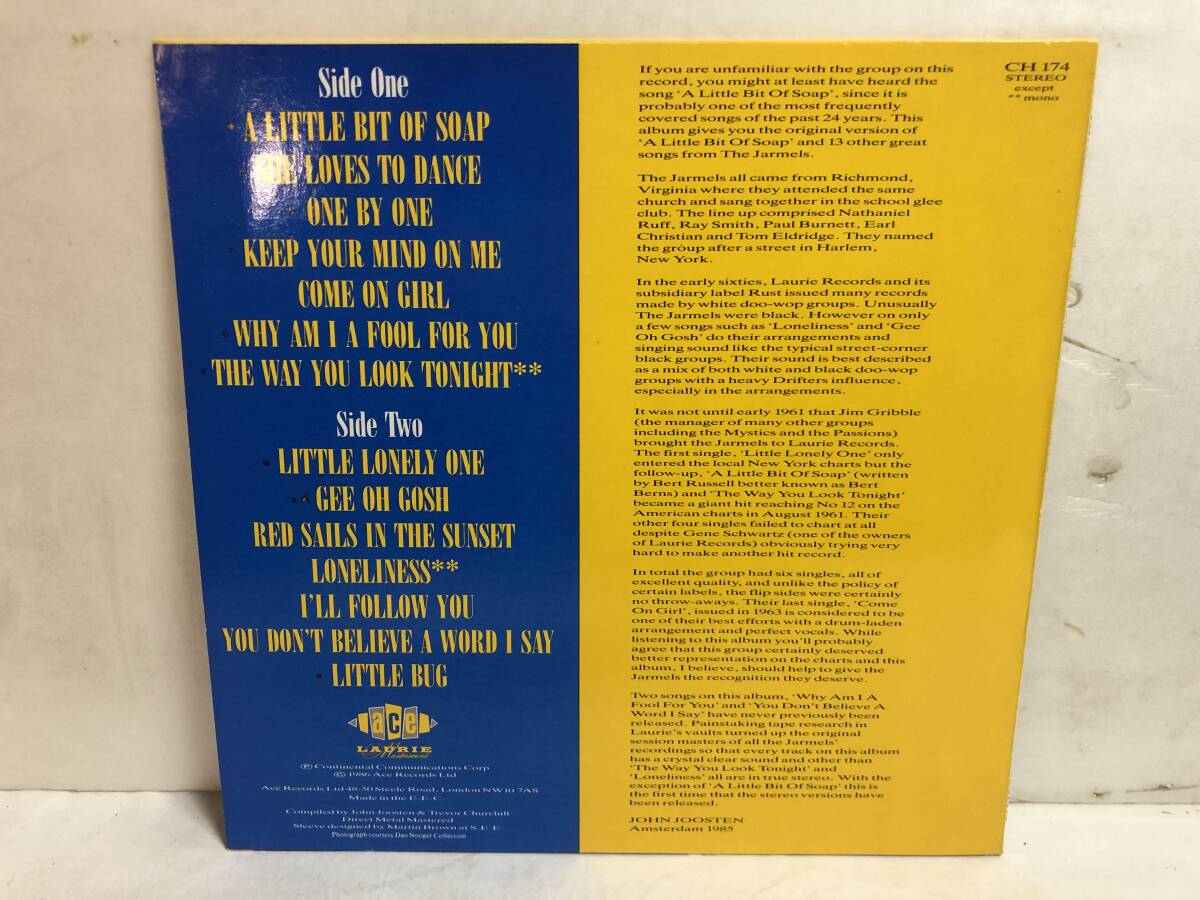 Side One
A LITTLE BIT OF SOAP
LOVES TO DANCE
ONE BY ONE
KEEP YOUR MIND ON ME
COME ON GIRL
WHY AM I A FOOL FOR YOU
THE WAY YOU LOOK TONIGHT**
Side Two
LITTLE LONELY ONE
GEE OH GOSH
RED SAILS IN THE SUNSET
LONELINESS**
I'LL FOLLOW YOU
YOU DON'T BELIEVE A WORD I SAY
LITTLE BUG
ace
LAURIE
Mastersound
Ⓟ Continental Communications Corp
© 1986 Ace Records Ltd
Ace Records Ltd 48-50 Steele Road, London NW10 7AS
Made in the E.E.C.
Compiled by John Joosten & Trevor Churchill
Direct Metal Mastered
Sleeve designed by Martin Brown at S.E.E
Photograph courtesy Dan Nooger Collection
If you are unfamiliar with the group on this
record, you might at least have heard the
song 'A Little Bit Of Soap', since it is
probably one of the most frequently
covered songs of the past 24 years. This
album gives you the original version of
'A Little Bit Of Soap' and 13 other great
songs from The Jarmels.
The Jarmels all came from Richmond,
Virginia where they attended the same
church and sang together in the school glee
club. The line up comprised Nathaniel
Ruff, Ray Smith, Paul Burnett, Earl
Christian and Tom Eldridge. They named
the group after a street in Harlem,
New York.
In the early sixties, Laurie Records and its
subsidiary label Rust issued many records
made by white doo-wop groups. Unusually
The Jarmels were black. However on only
a few songs such as 'Loneliness' and 'Gee
Oh Gosh' do their arrangements and
singing sound like the typical street-corner
black groups. Their sound is best described
as a mix of both white and black doo-wop
groups with a heavy Drifters influence,
especially in the arrangements.
It was not until early 1961 that Jim Gribble
(the manager of many other groups
including the Mystics and the Passions)
brought the Jarmels to Laurie Records.
The first single, 'Little Lonely One' only
entered the local New York charts but the
follow-up, 'A Little Bit Of Soap' (written
by Bert Russell better known as Bert
Berns) and 'The Way You Look Tonight'
became a giant hit reaching No 12 on the
American charts in August 1961. Their
other four singles failed to chart at all
despite Gene Schwartz (one of the owners
of Laurie Records) obviously trying very
hard to make another hit record.
In total the group had six singles, all of
excellent quality, and unlike the policy of
certain labels, the flip sides were certainly
no throw-aways. Their last single, 'Come
On Girl', issued in 1963 is considered to be
one of their best efforts with a drum-laden
arrangement and perfect vocals. While
listening to this album you'll probably
agree that this group certainly deserved
better representation on the charts and this
album, I believe, should help to give the
Jarmels the recognition they deserve.
Two songs on this album, 'Why Am I A
Fool For You' and 'You Don't Believe A
Word I Say' have never previously been
released. Painstaking tape research in
Laurie's vaults turned up the original
session masters of all the Jarmels'
recordings so that every track on this album
has a crystal clear sound and other than
'The Way You Look Tonight' and
'Loneliness' all are in true stereo. With the
exception of 'A Little Bit Of Soap' this is
the first time that the stereo versions have
been released.
JOHN JOOSTEN
Amsterdam 1985
CH 174
STEREO
except
** mono